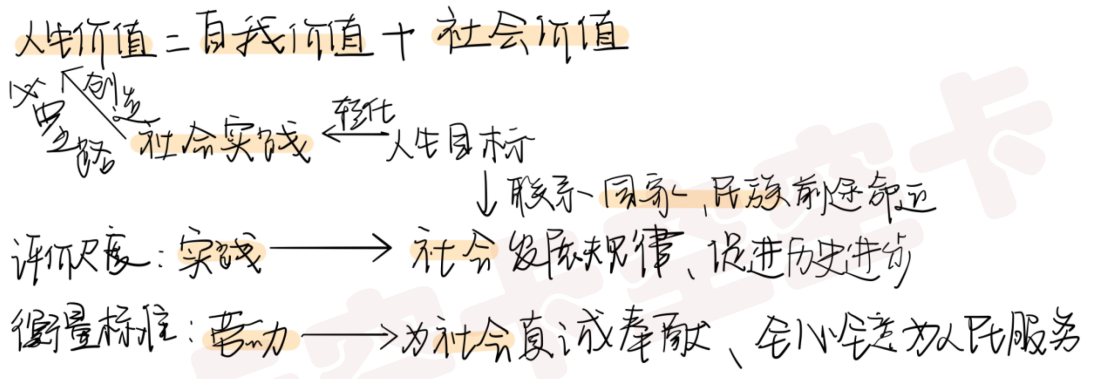 人生价值=自我价值+社会价值
必由之路 创造 社会实践 ← 人生目标
↓联系国家、民族前途命运
评价尺度：实践→社会发展规律、促进历史进步
衡量标准：劳动→为社会真诚奉献、全心全意为人民服务